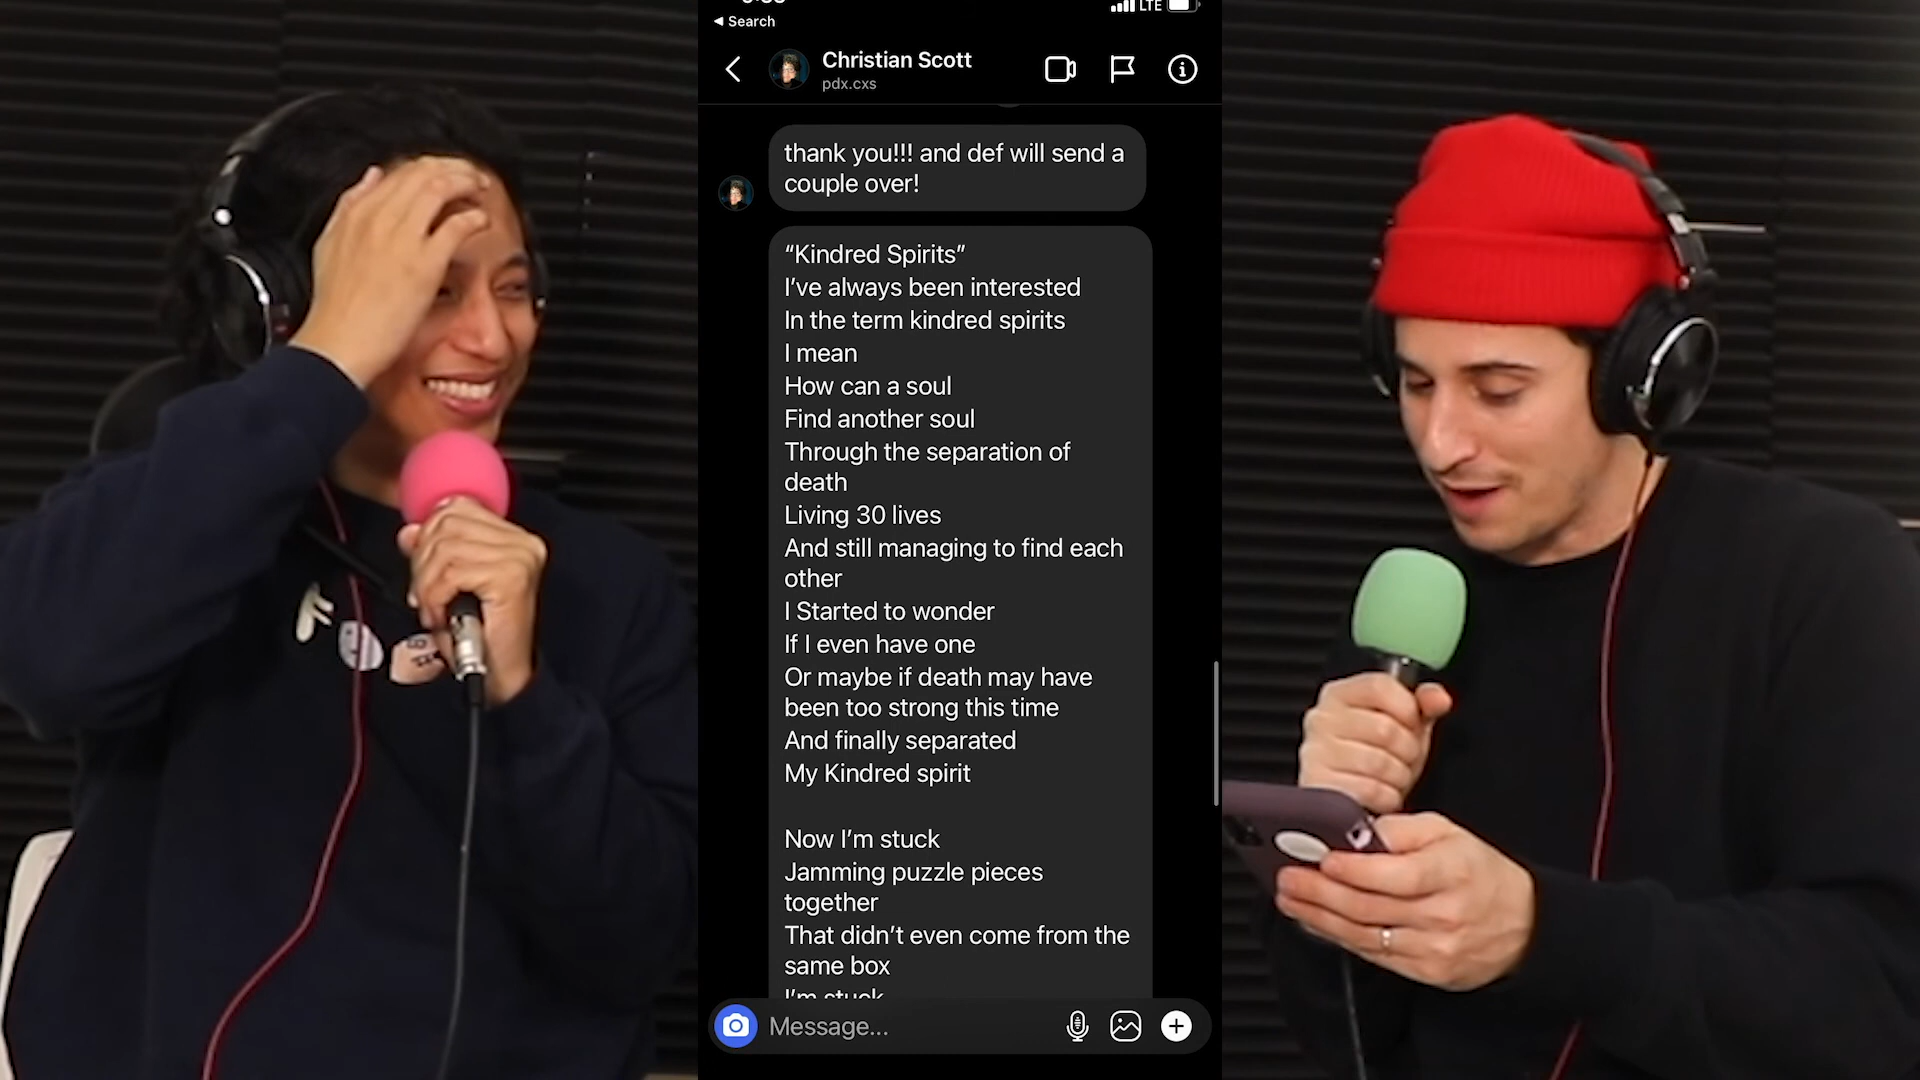 Search
LTE
Christian Scott
pdx.cxs
thank you!!! and def will send a
couple over!
“Kindred Spirits”
I’ve always been interested
In the term kindred spirits
I mean
How can a soul
Find another soul
Through the separation of
death
Living 30 lives
And still managing to find each
other
I Started to wonder
If I even have one
Or maybe if death may have
been too strong this time
And finally separated
My Kindred spirit
Now I’m stuck
Jamming puzzle pieces
together
That didn’t even come from the
same box
I’m stuck
Message...